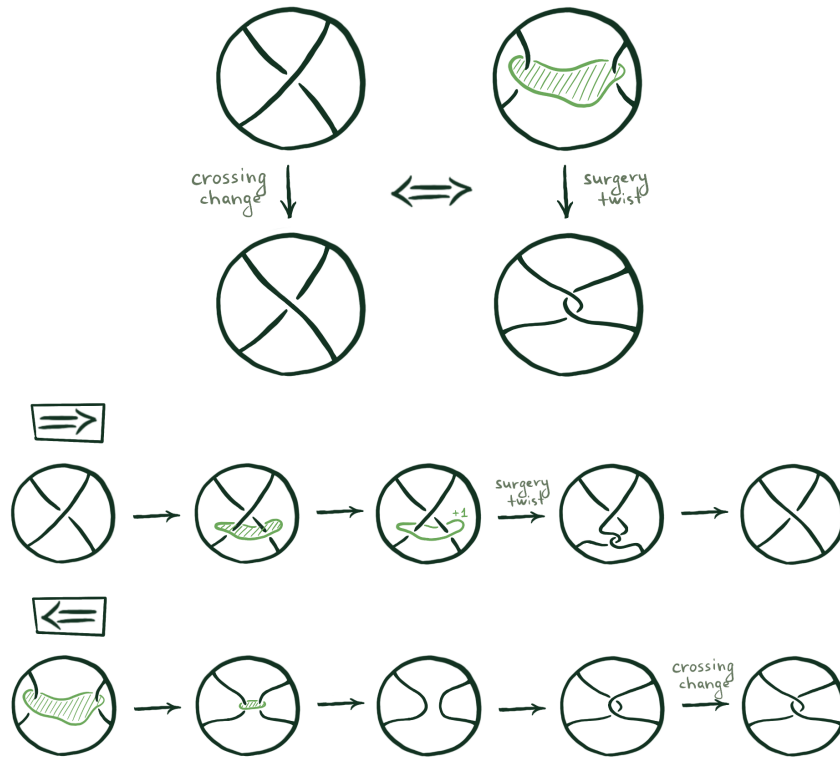 crossing
change
surgery
twist
surgery
twist
+1
crossing
change